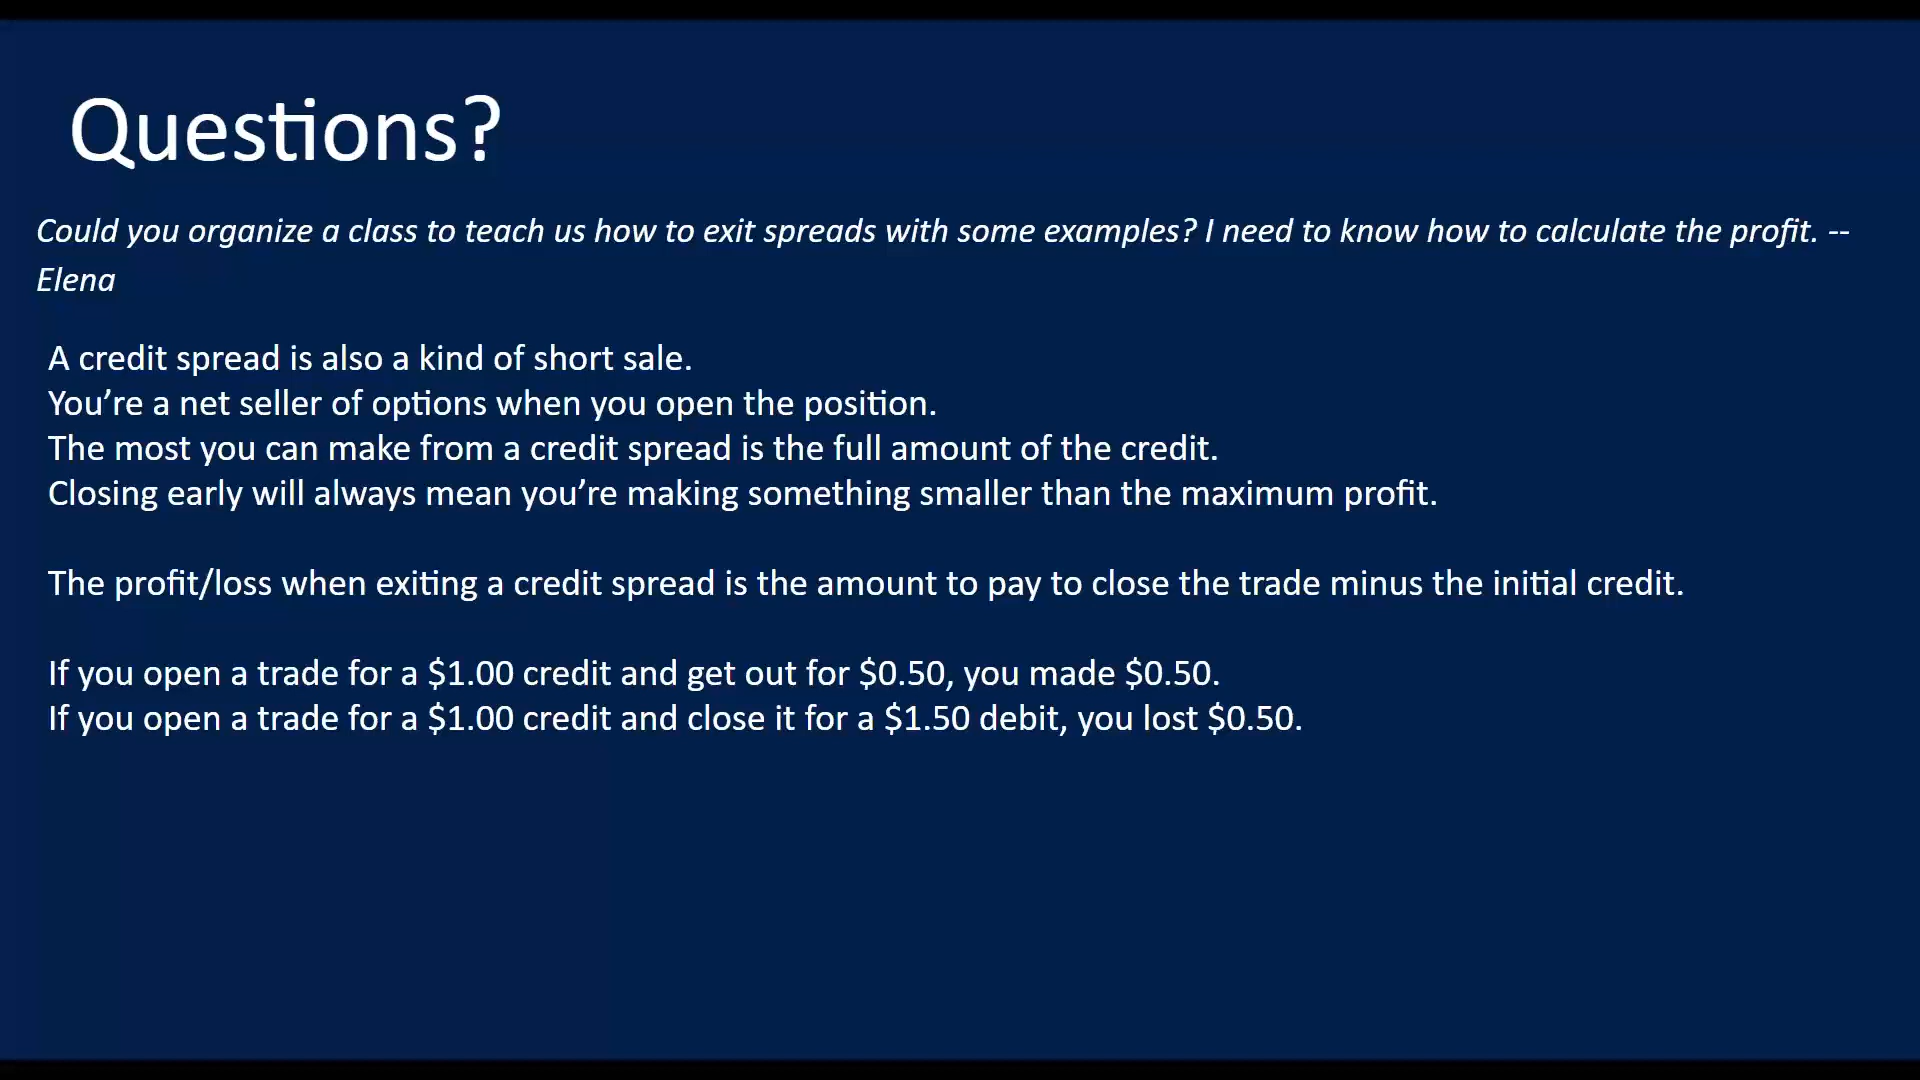 Questions?
Could you organize a class to teach us how to exit spreads with some examples? I need to know how to calculate the profit. --
Elena
A credit spread is also a kind of short sale.
You’re a net seller of options when you open the position.
The most you can make from a credit spread is the full amount of the credit.
Closing early will always mean you’re making something smaller than the maximum profit.
The profit/loss when exiting a credit spread is the amount to pay to close the trade minus the initial credit.
If you open a trade for a $1.00 credit and get out for $0.50, you made $0.50.
If you open a trade for a $1.00 credit and close it for a $1.50 debit, you lost $0.50.